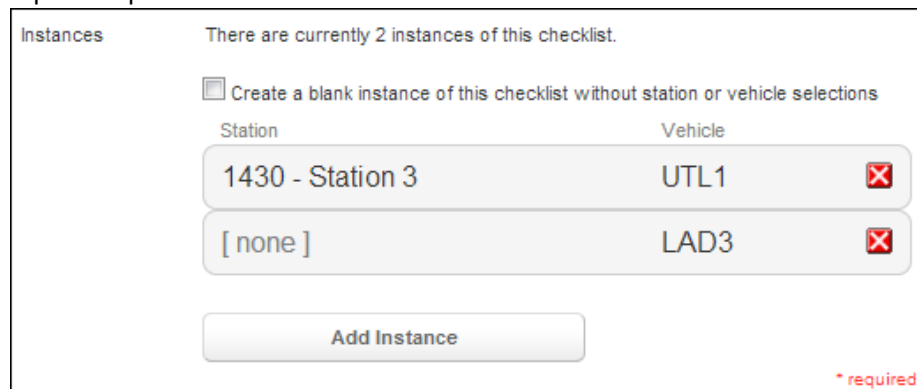 Instances There are currently 2 instances of this checklist.
Create a blank instance of this checklist without station or vehicle selections
Station Vehicle
1430 - Station 3 UTL1
[ none ] LAD3
Add Instance
* required